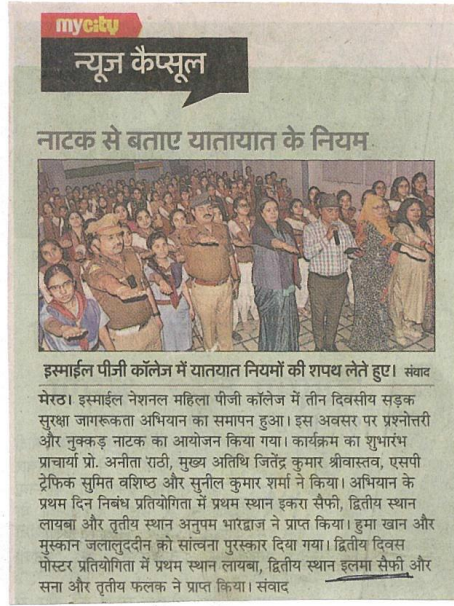 mycity
न्यूज कैप्सूल
नाटक से बताए यातायात के नियम
इस्माईल पीजी कॉलेज में यातयात नियमों की शपथ लेते हुए। संवाद
मेरठ। इस्माईल नेशनल महिला पीजी कॉलेज में तीन दिवसीय सड़क
सुरक्षा जागरूकता अभियान का समापन हुआ। इस अवसर पर प्रश्नोत्तरी
और नुक्कड़ नाटक का आयोजन किया गया। कार्यक्रम का शुभारंभ
प्राचार्या प्रो. अनीता राठी, मुख्य अतिथि जितेंद्र कुमार श्रीवास्तव, एसपी
ट्रेफिक सुमित वशिष्ठ और सुनील कुमार शर्मा ने किया। अभियान के
प्रथम दिन निबंध प्रतियोगिता में प्रथम स्थान इकरा सैफी, द्वितीय स्थान
लायबा और तृतीय स्थान अनुपम भारद्वाज ने प्राप्त किया। हुमा खान और
मुस्कान जलालुददीन को सांत्वना पुरस्कार दिया गया। द्वितीय दिवस
पोस्टर प्रतियोगिता में प्रथम स्थान लायबा, द्वितीय स्थान इलमा सैफी और
सना और तृतीय फलक ने प्राप्त किया। संवाद